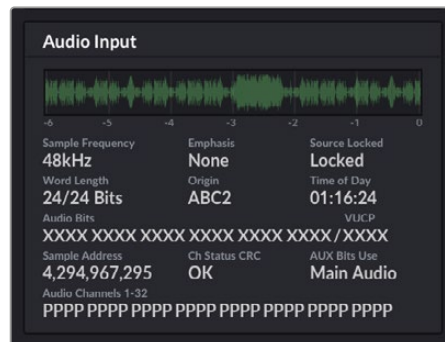 Audio Input
-6 -5 -4 -3 -2 -1 0
Sample Frequency Emphasis Source Locked
48kHz None Locked
Word Length Origin Time of Day
24/24 Bits ABC2 01:16:24
Audio Bits VUCP
XXXX XXXX XXXX XXXX XXXX XXXX/XXXX
Sample Address Ch Status CRC AUX Bits Use
4,294,967,295 OK Main Audio
Audio Channels 1-32
PPPP PPPP PPPP PPPP PPPP PPPP PPPP PPPP